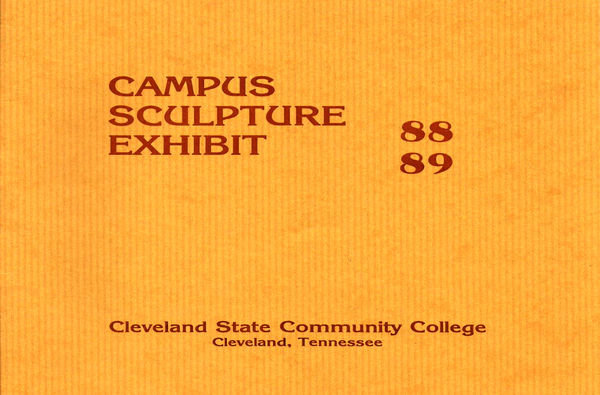 CAMPUS
SCULPTURE
EXHIBIT
88
89
Cleveland State Community College
Cleveland, Tennessee